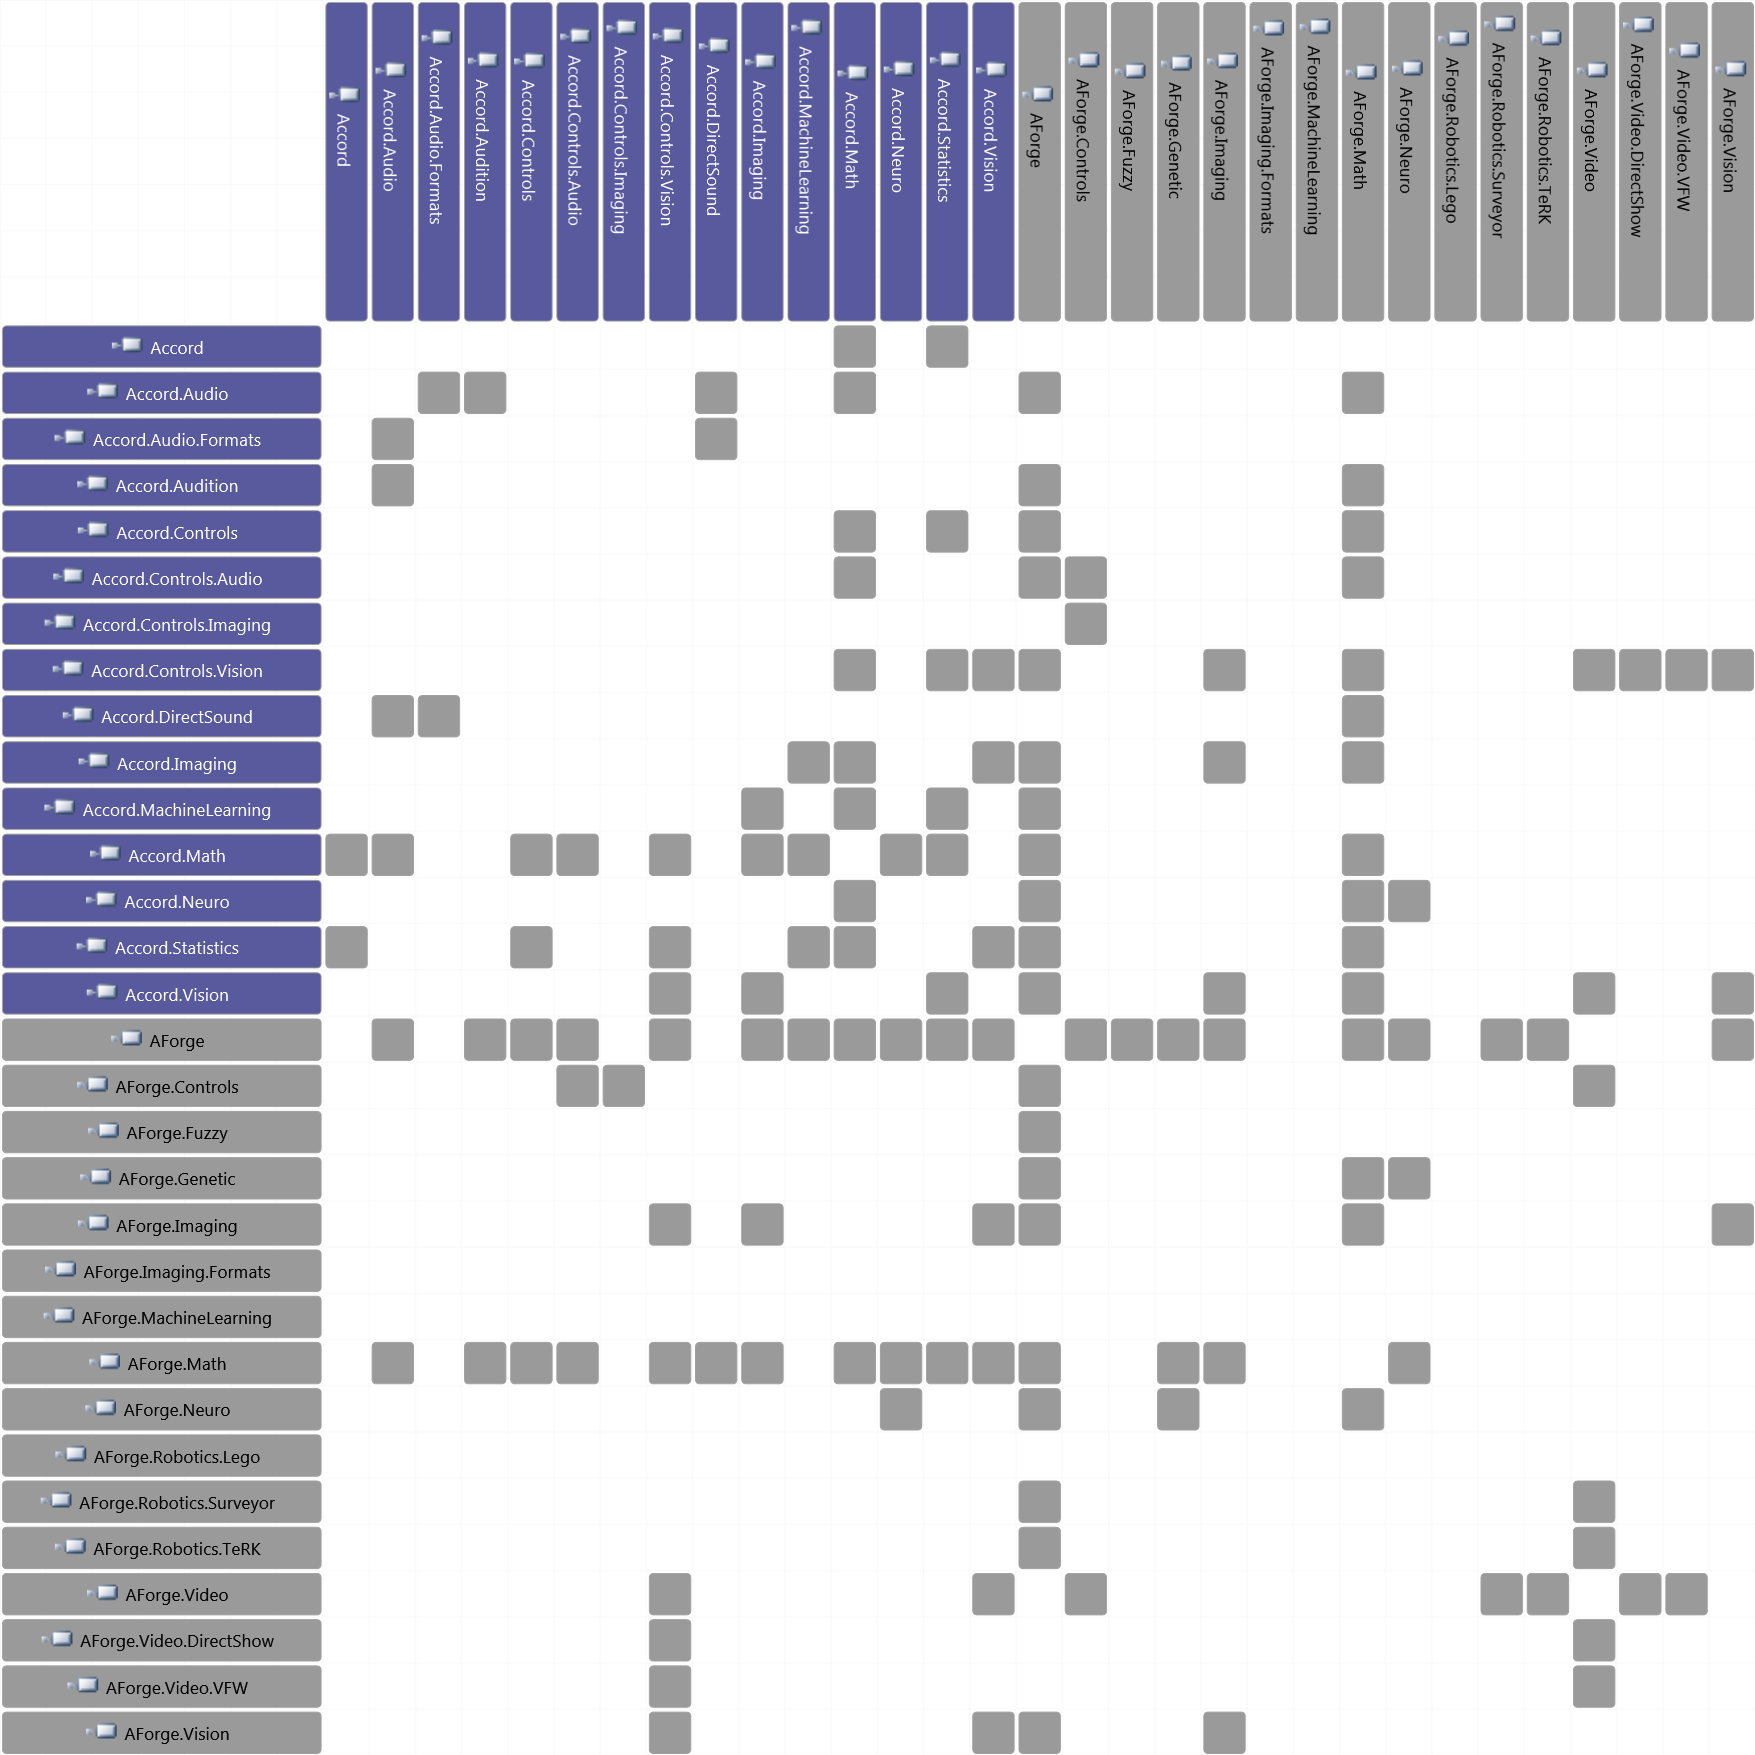 Accord
Accord.Audio
Accord.Audio.Formats
Accord.Audition
Accord.Controls
Accord.Controls.Audio
Accord.Controls.Imaging
Accord.Controls.Vision
Accord.DirectSound
Accord.Imaging
Accord.MachineLearning
Accord.Math
Accord.Neuro
Accord.Statistics
Accord.Vision
AForge
AForge.Controls
AForge.Fuzzy
AForge.Genetic
AForge.Imaging
AForge.Imaging.Formats
AForge.MachineLearning
AForge.Math
AForge.Neuro
AForge.Robotics.Lego
AForge.Robotics.Surveyor
AForge.Robotics.TeRK
AForge.Video
AForge.Video.DirectShow
AForge.Video.VFW
AForge.Vision
Accord
Accord.Audio
Accord.Audio.Formats
Accord.Audition
Accord.Controls
Accord.Controls.Audio
Accord.Controls.Imaging
Accord.Controls.Vision
Accord.DirectSound
Accord.Imaging
Accord.MachineLearning
Accord.Math
Accord.Neuro
Accord.Statistics
Accord.Vision
AForge
AForge.Controls
AForge.Fuzzy
AForge.Genetic
AForge.Imaging
AForge.Imaging.Formats
AForge.MachineLearning
AForge.Math
AForge.Neuro
AForge.Robotics.Lego
AForge.Robotics.Surveyor
AForge.Robotics.TeRK
AForge.Video
AForge.Video.DirectShow
AForge.Video.VFW
AForge.Vision